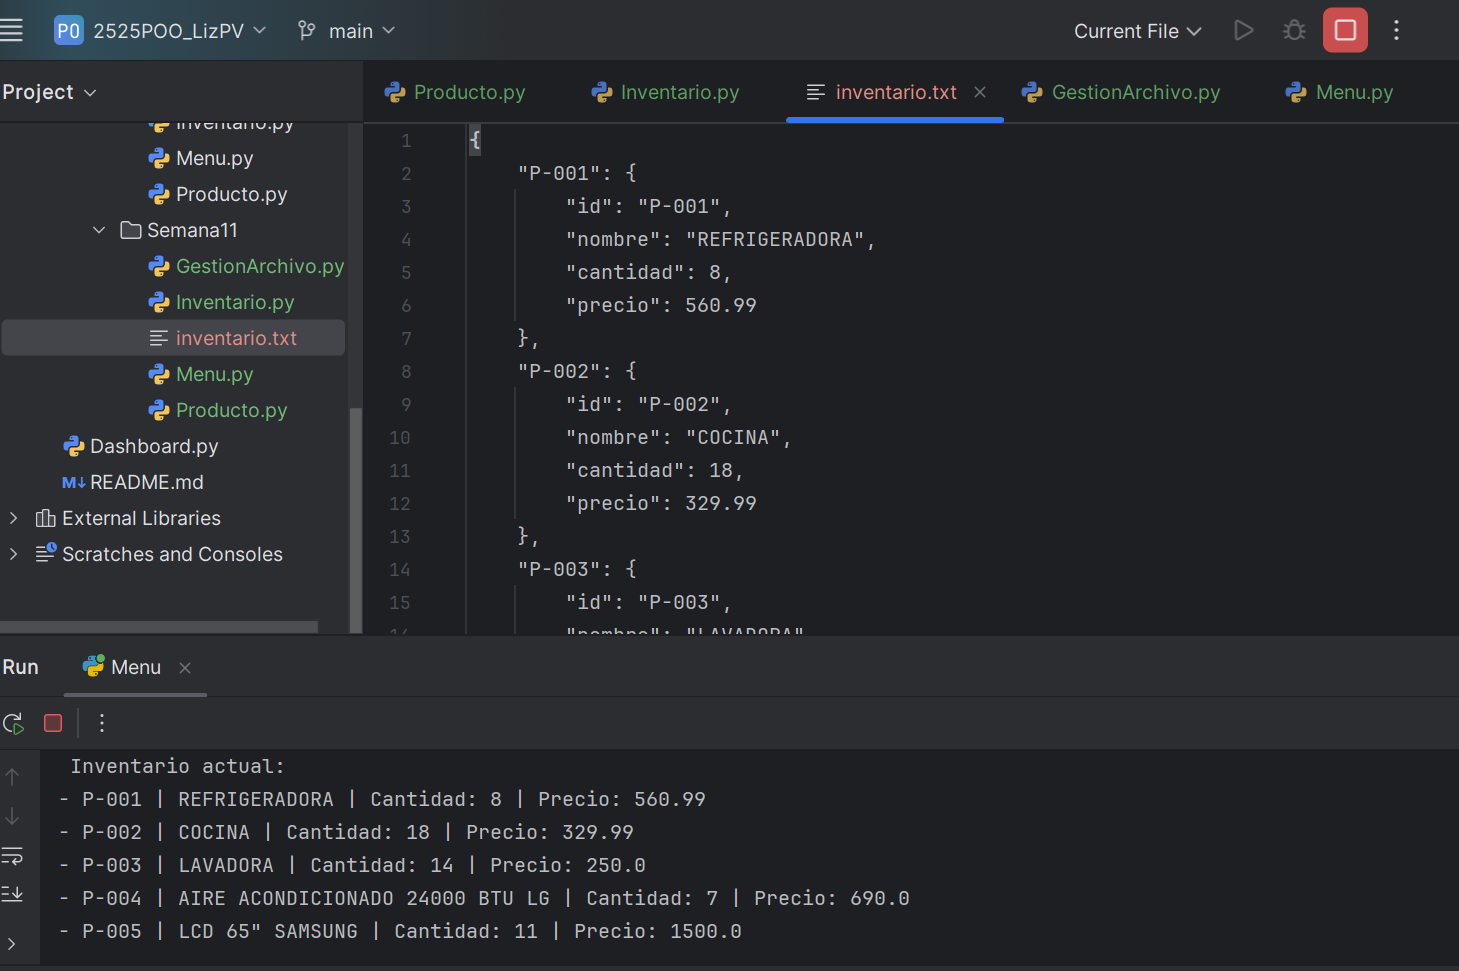 PO 2525POO_LizPV main Current File
Project
Producto.py Inventario.py inventario.txt GestionArchivo.py Menu.py
Inventario.py
Menu.py
Producto.py
Semana11
GestionArchivo.py
Inventario.py
inventario.txt
Menu.py
Producto.py
Dashboard.py
M↓ README.md
External Libraries
Scratches and Consoles
1 {
2 "P-001": {
3 "id": "P-001",
4 "nombre": "REFRIGERADORA",
5 "cantidad": 8,
6 "precio": 560.99
7 },
8 "P-002": {
9 "id": "P-002",
10 "nombre": "COCINA",
11 "cantidad": 18,
12 "precio": 329.99
13 },
14 "P-003": {
15 "id": "P-003",
16 "nombre": "LAVADORA"
Run Menu
Inventario actual:
- P-001 | REFRIGERADORA | Cantidad: 8 | Precio: 560.99
- P-002 | COCINA | Cantidad: 18 | Precio: 329.99
- P-003 | LAVADORA | Cantidad: 14 | Precio: 250.0
- P-004 | AIRE ACONDICIONADO 24000 BTU LG | Cantidad: 7 | Precio: 690.0
- P-005 | LCD 65" SAMSUNG | Cantidad: 11 | Precio: 1500.0